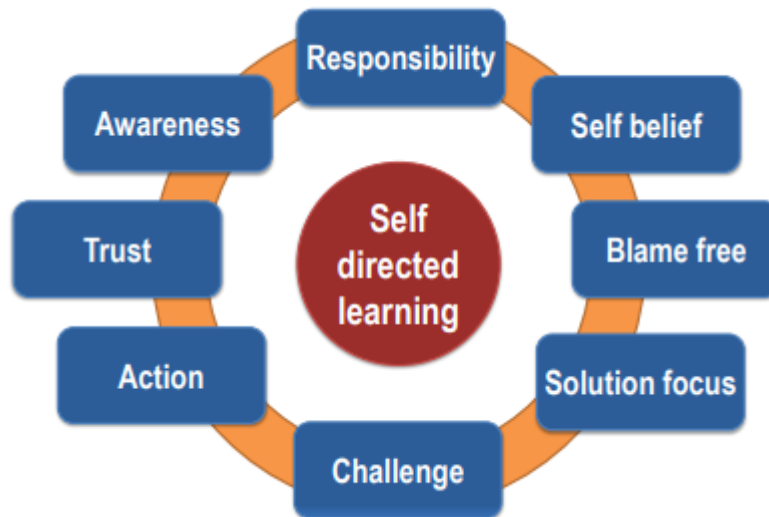 Responsibility
Awareness
Self belief
Trust
Self
directed
learning
Blame free
Action
Solution focus
Challenge